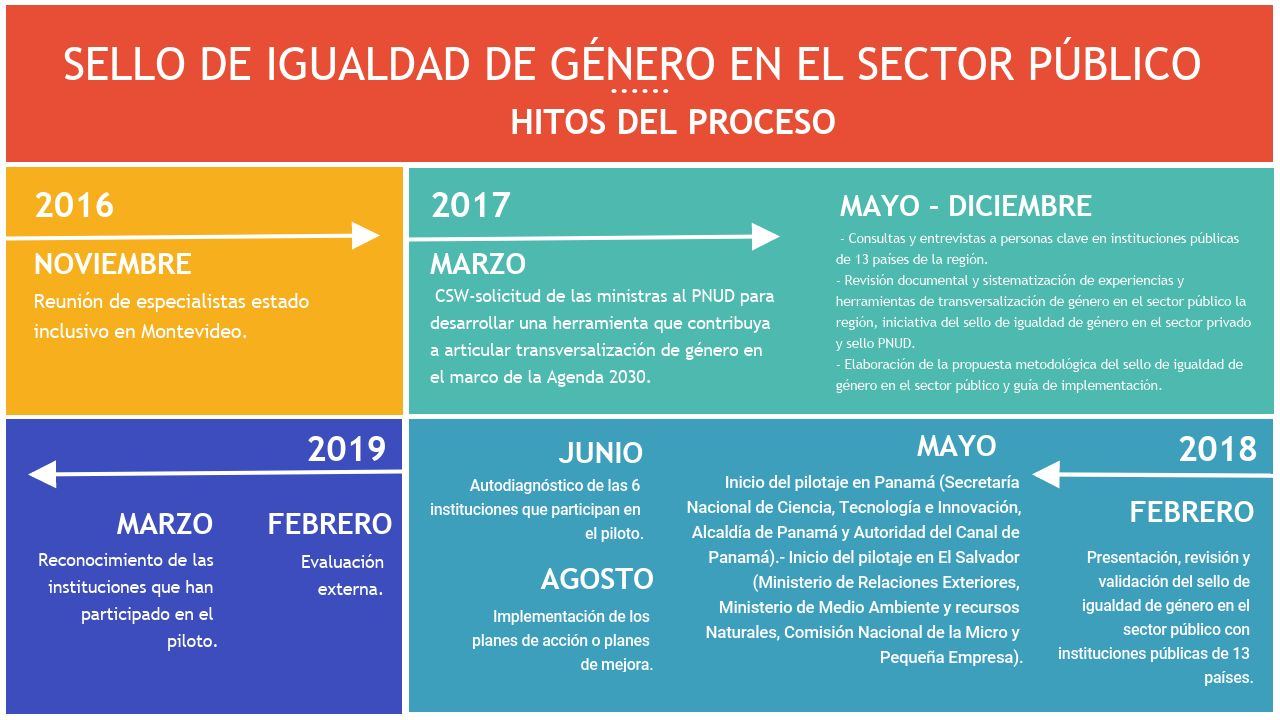 SELLO DE IGUALDAD DE GÉNERO EN EL SECTOR PÚBLICO
HITOS DEL PROCESO
2016
NOVIEMBRE
Reunión de especialistas estado
inclusivo en Montevideo.
2017
MARZO
CSW-solicitud de las ministras al PNUD para
desarrollar una herramienta que contribuya
a articular transversalización de género en
el marco de la Agenda 2030.
MAYO - DICIEMBRE
- Consultas y entrevistas a personas clave en instituciones públicas
de 13 países de la región.
- Revisión documental y sistematización de experiencias y
herramientas de transversalización de género en el sector público la
región, iniciativa del sello de igualdad de género en el sector privado
y sello PNUD.
- Elaboración de la propuesta metodológica del sello de igualdad de
género en el sector público y guía de implementación.
2018
FEBRERO
Presentación, revisión y
validación del sello de
igualdad de género en el
sector público con
instituciones públicas de 13
países.
MAYO
Inicio del pilotaje en Panamá (Secretaría
Nacional de Ciencia, Tecnología e Innovación,
Alcaldía de Panamá y Autoridad del Canal de
Panamá).- Inicio del pilotaje en El Salvador
(Ministerio de Relaciones Exteriores,
Ministerio de Medio Ambiente y recursos
Naturales, Comisión Nacional de la Micro y
Pequeña Empresa).
JUNIO
Autodiagnóstico de las 6
instituciones que participan en
el piloto.
AGOSTO
Implementación de los
planes de acción o planes
de mejora.
2019
FEBRERO
Evaluación
externa.
MARZO
Reconocimiento de las
instituciones que han
participado en el
piloto.